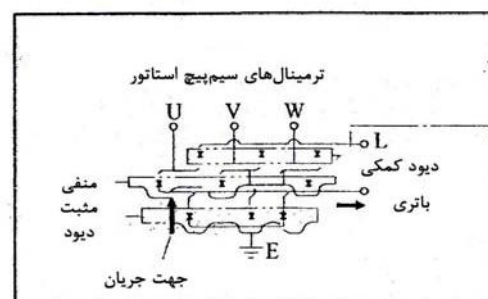 ترمینال‌های سیم‌پیچ استاتور
U V W
L
دیود کمکی
منفی
مثبت
دیود
باتری
E
جهت جریان